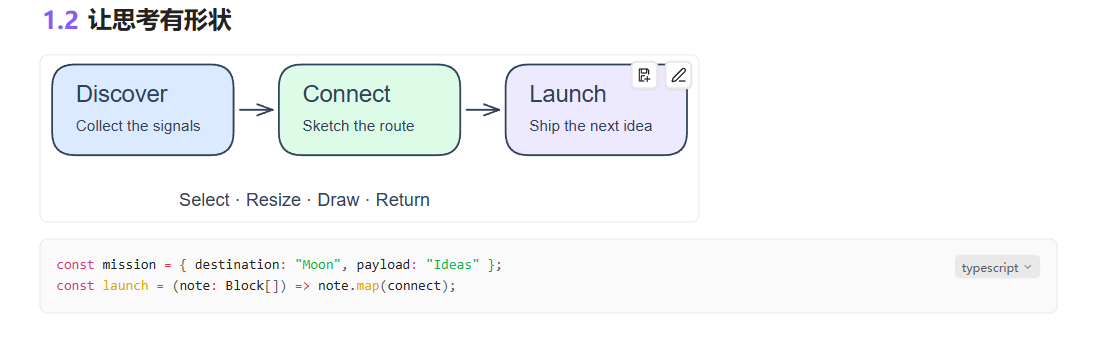 1.2 让思考有形状
Discover
Collect the signals
Connect
Sketch the route
Launch
Ship the next idea
Select · Resize · Draw · Return
const mission = { destination: "Moon", payload: "Ideas" };
typescript
const launch = (note: Block[]) => note.map(connect);